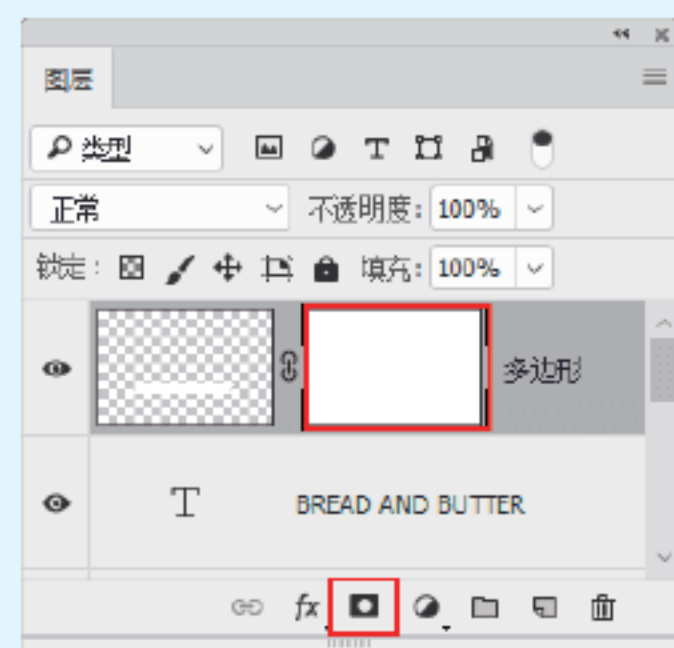 图层
类型
正常 不透明度: 100%
锁定: 填充: 100%
多边形
T BREAD AND BUTTER
fx